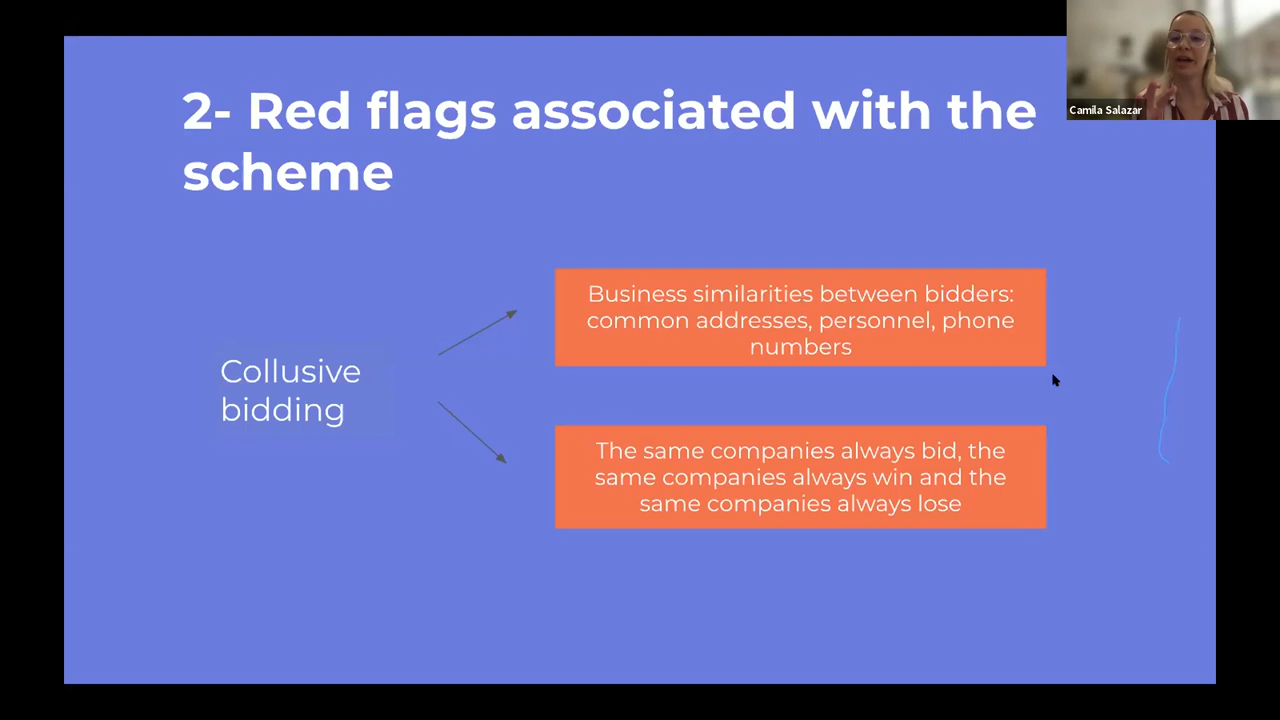 2- Red flags associated with the
scheme
Camila Salazar
Business similarities between bidders:
common addresses, personnel, phone
numbers
Collusive
bidding
The same companies always bid, the
same companies always win and the
same companies always lose